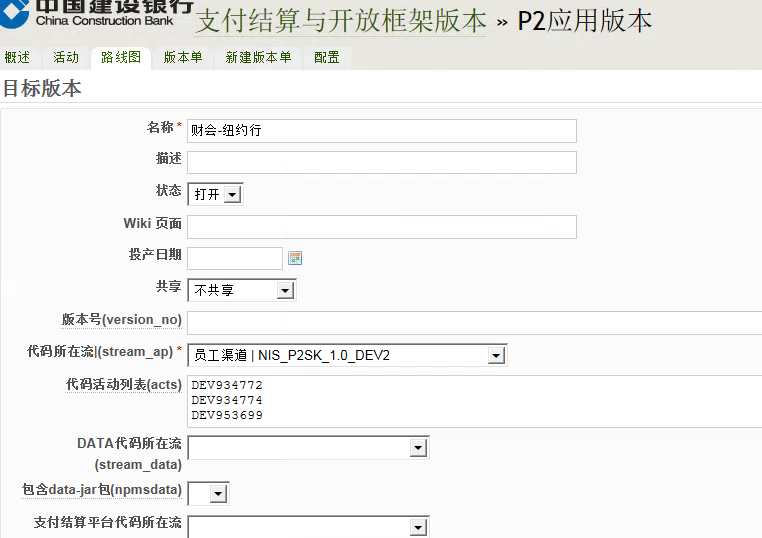 中国建设银行
China Construction Bank
支付结算与开放框架版本 » P2应用版本
概述 活动 路线图 版本单 新建版本单 配置
目标版本
名称 * 财会-纽约行
描述
状态 打开
Wiki 页面
投产日期
共享 不共享
版本号(version_no)
代码所在流|(stream_ap) * 员工渠道 | NIS_P2SK_1.0_DEV2
代码活动列表(acts) DEV934772
DEV934774
DEV953699
DATA代码所在流
(stream_data)
包含data-jar包(npmsdata)
支付结算平台代码所在流